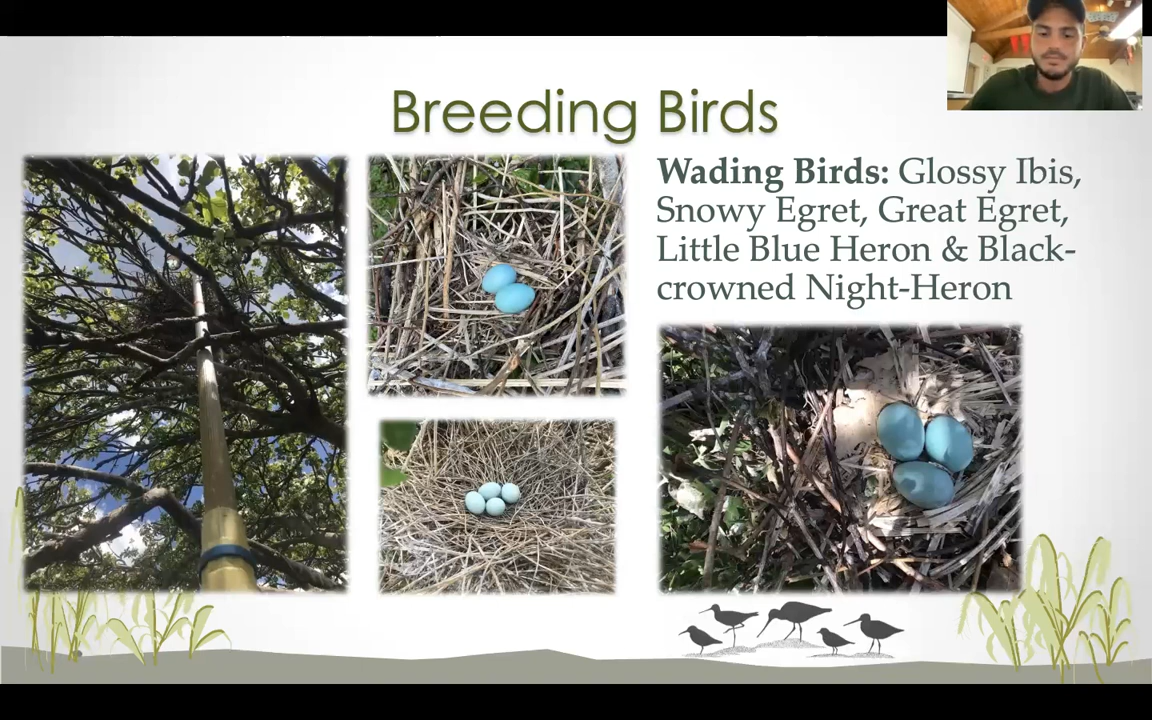 Breeding Birds
Wading Birds: Glossy Ibis,
Snowy Egret, Great Egret,
Little Blue Heron & Black-
crowned Night-Heron